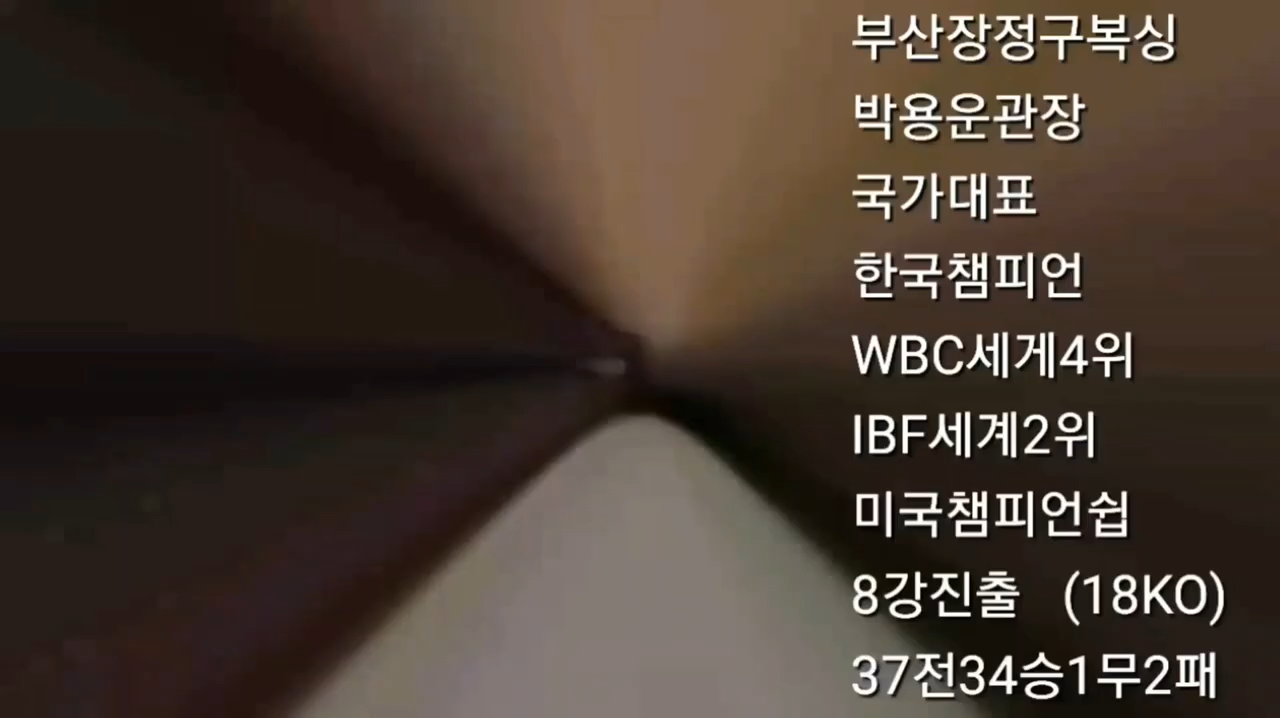 부산장정구복싱
박용운관장
국가대표
한국챔피언
WBC세게4위
IBF세계2위
미국챔피언쉽
8강진출 (18KO)
37전34승1무2패